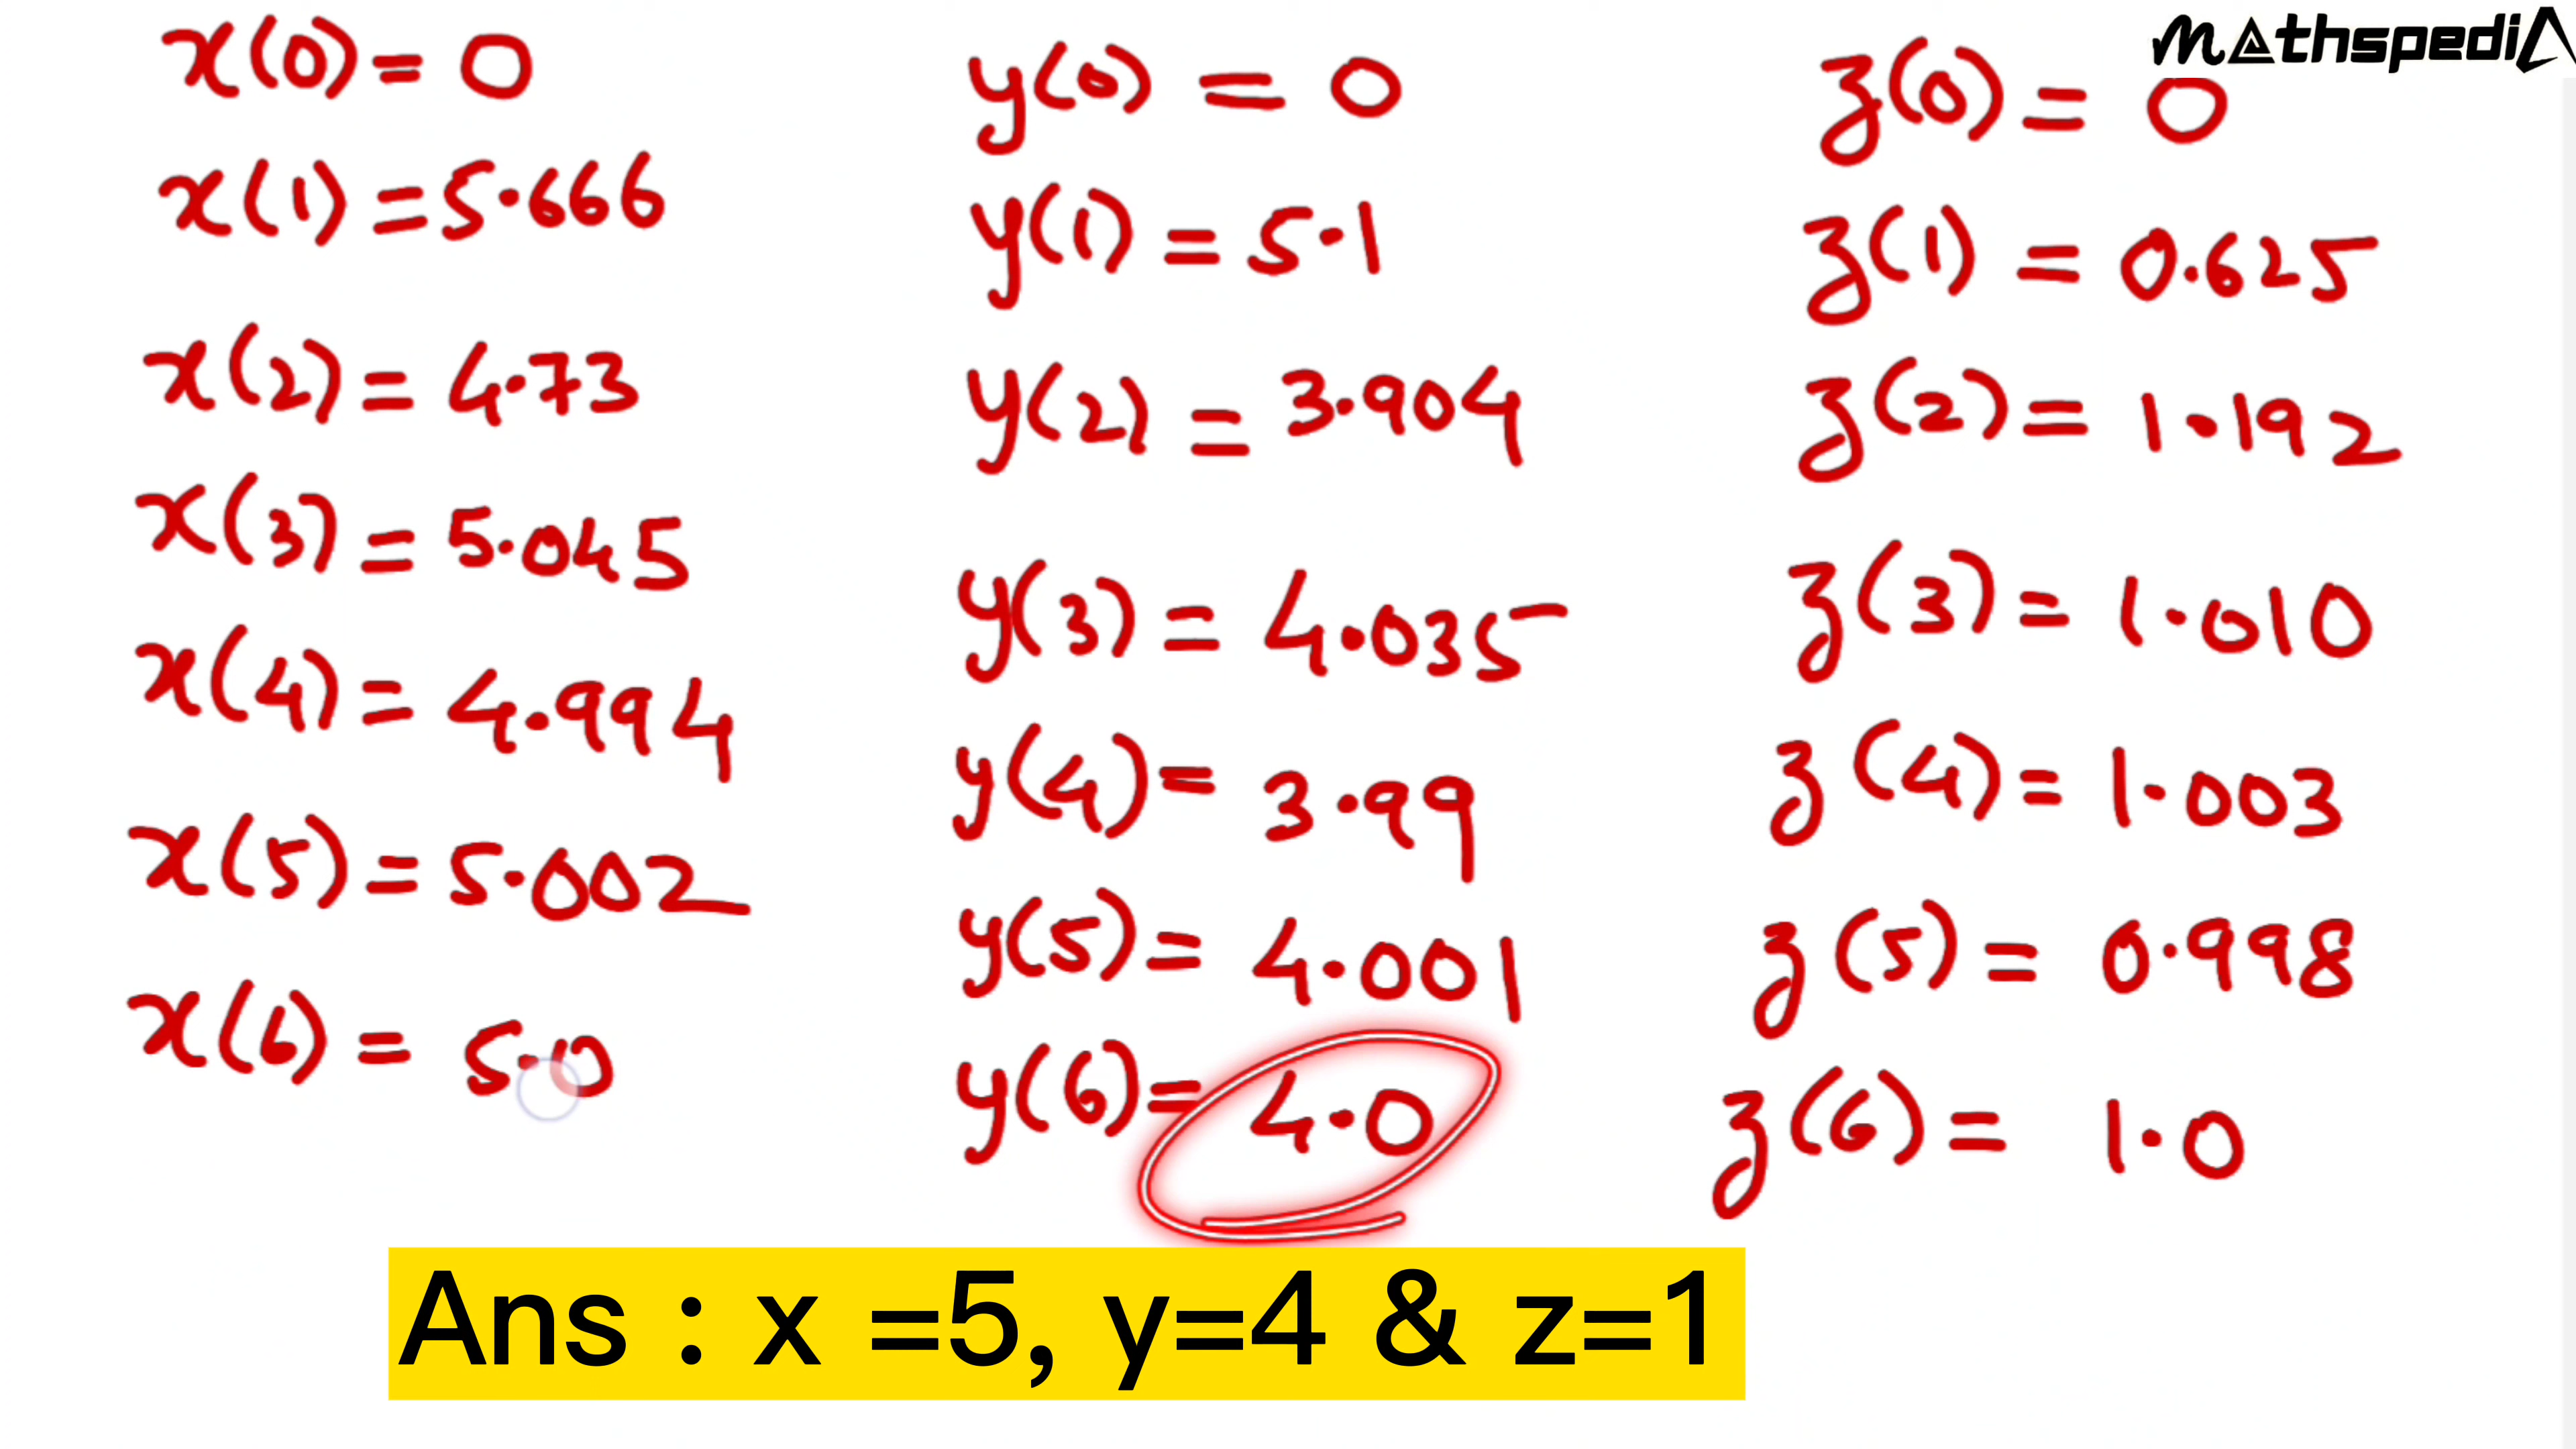 MAthspediA
x(0) = 0 y(0) = 0 z(0) = 0
x(1) = 5.666 y(1) = 5.1 z(1) = 0.625
x(2) = 4.73 y(2) = 3.904 z(2) = 1.192
x(3) = 5.045 y(3) = 4.035 z(3) = 1.010
x(4) = 4.994 y(4) = 3.99 z(4) = 1.003
x(5) = 5.002 y(5) = 4.001 z(5) = 0.998
x(6) = 5.0 y(6) = 4.0 z(6) = 1.0
Ans : x =5, y=4 & z=1